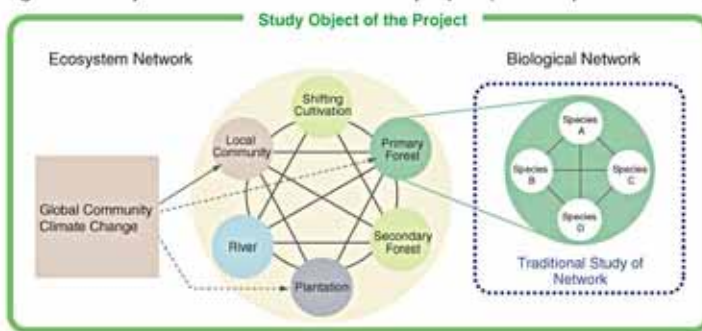 Study Object of the Project
Ecosystem Network
Biological Network
Shifting
Cultivation
Local
Community
Primary
Forest
Global Community
Climate Change
River
Secondary
Forest
Plantation
Species
A
Species
B
Species
C
Species
D
Traditional Study of
Network